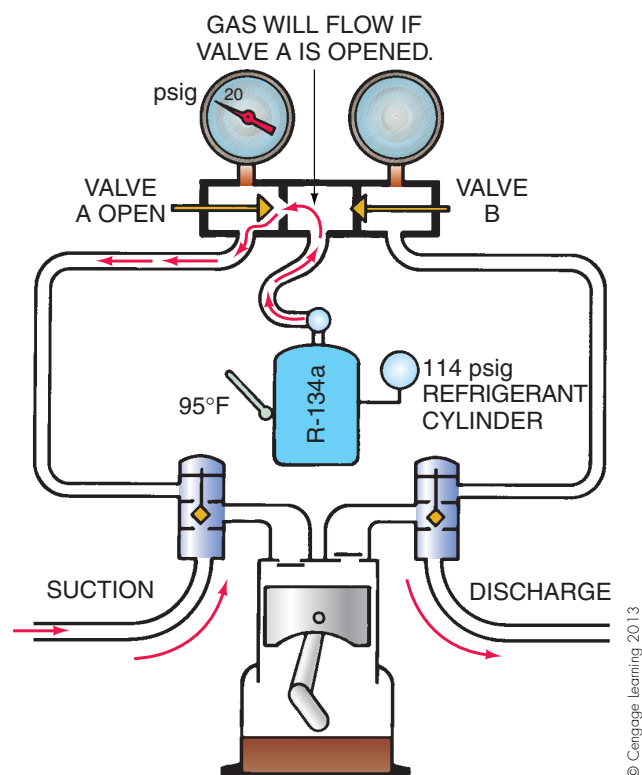 GAS WILL FLOW IF
VALVE A IS OPENED.
psig
20
VALVE
A OPEN
VALVE
B
95°F
R-134a
114 psig
REFRIGERANT
CYLINDER
SUCTION
DISCHARGE
© Cengage Learning 2013